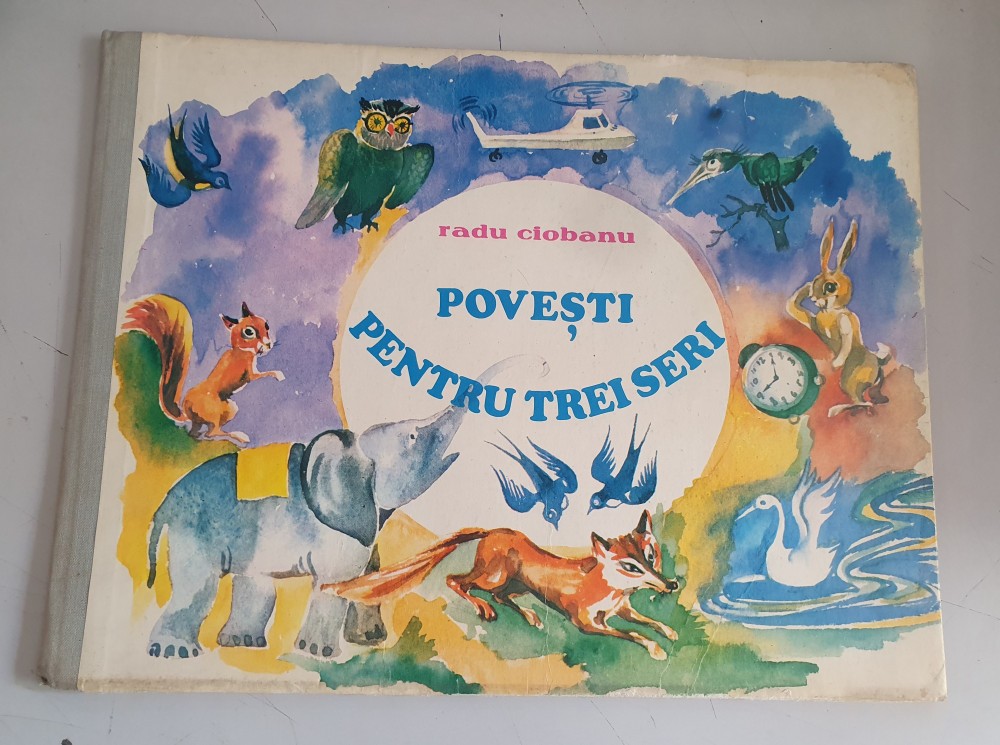 radu ciobanu
POVEȘTI
PENTRU TREI SERI